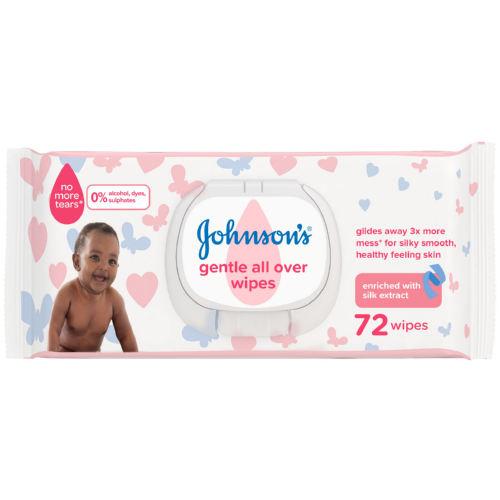 no
more
tears*
0% alcohol, dyes,
sulphates
Johnson's®
gentle all over
wipes
glides away 3x more
mess* for silky smooth,
healthy feeling skin
enriched with
silk extract
72 wipes